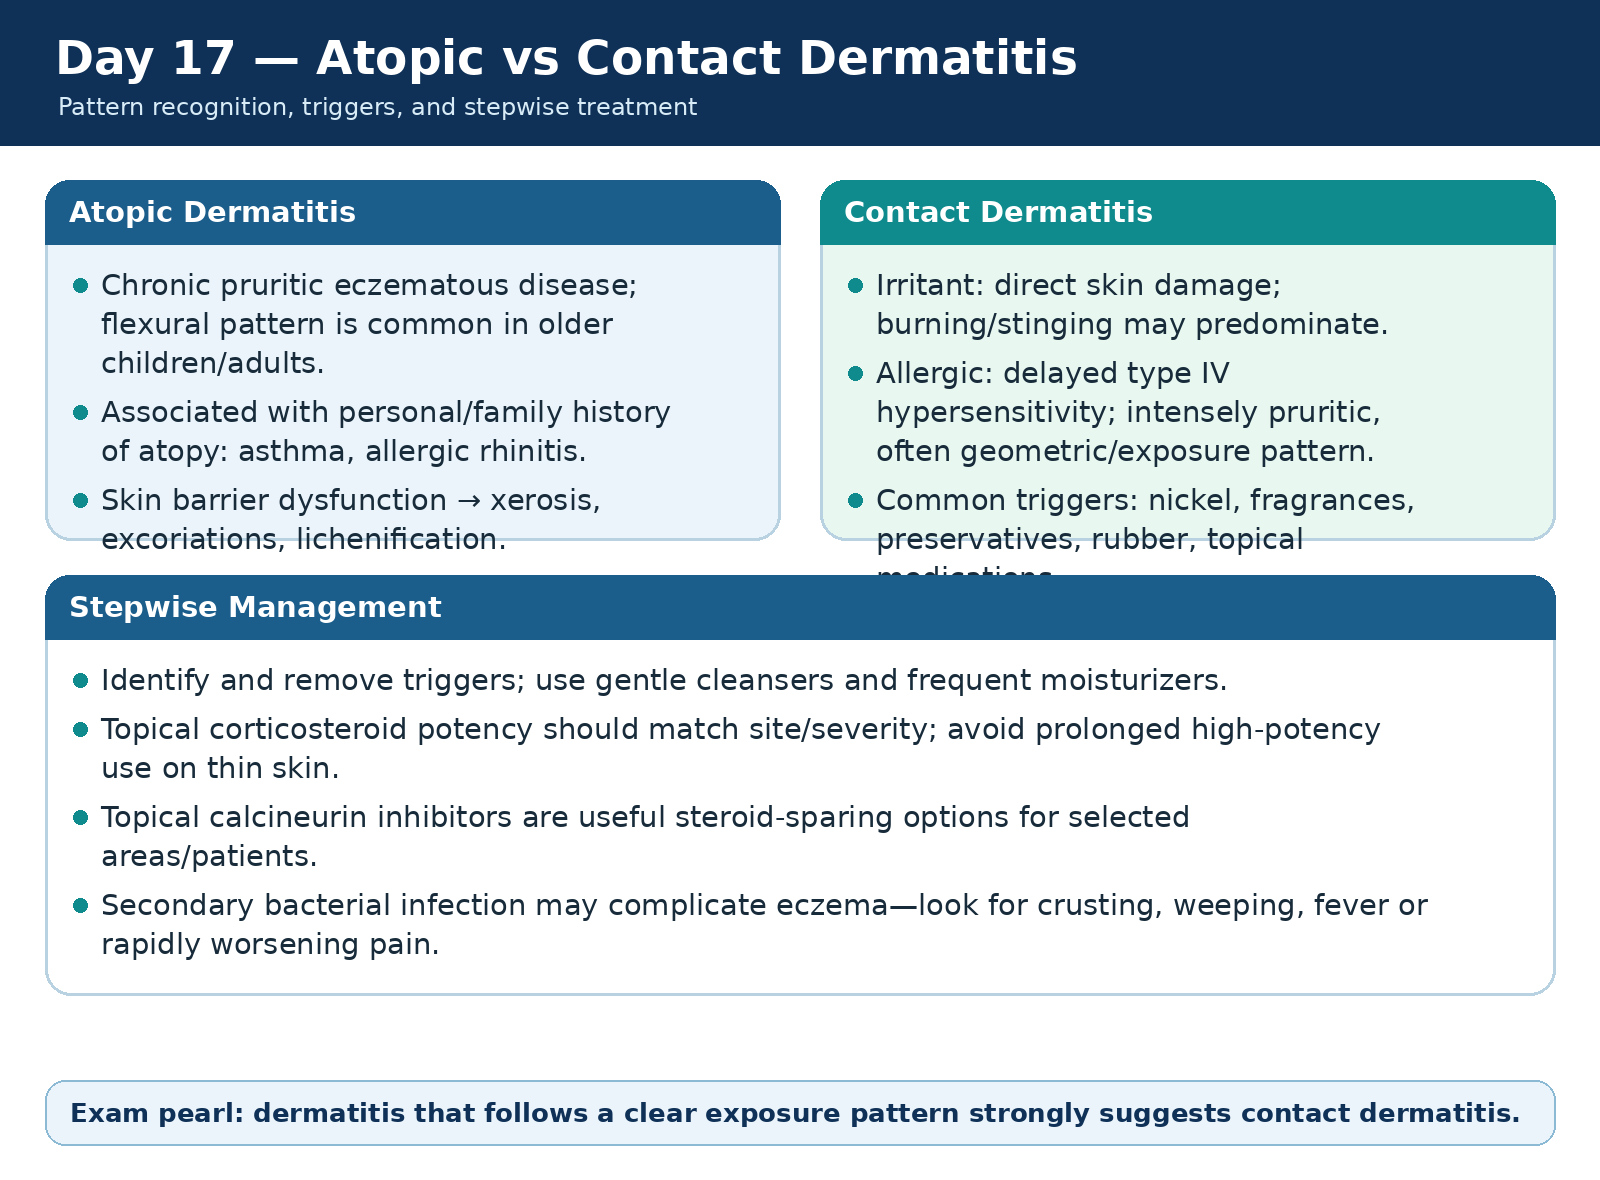 Day 17 — Atopic vs Contact Dermatitis
Pattern recognition, triggers, and stepwise treatment
Atopic Dermatitis
Chronic pruritic eczematous disease;
flexural pattern is common in older
children/adults.
Associated with personal/family history
of atopy: asthma, allergic rhinitis.
Skin barrier dysfunction → xerosis,
excoriations, lichenification.
Contact Dermatitis
Irritant: direct skin damage;
burning/stinging may predominate.
Allergic: delayed type IV
hypersensitivity; intensely pruritic,
often geometric/exposure pattern.
Common triggers: nickel, fragrances,
preservatives, rubber, topical
medications.
Stepwise Management
Identify and remove triggers; use gentle cleansers and frequent moisturizers.
Topical corticosteroid potency should match site/severity; avoid prolonged high-potency
use on thin skin.
Topical calcineurin inhibitors are useful steroid-sparing options for selected
areas/patients.
Secondary bacterial infection may complicate eczema—look for crusting, weeping, fever or
rapidly worsening pain.
Exam pearl: dermatitis that follows a clear exposure pattern strongly suggests contact dermatitis.